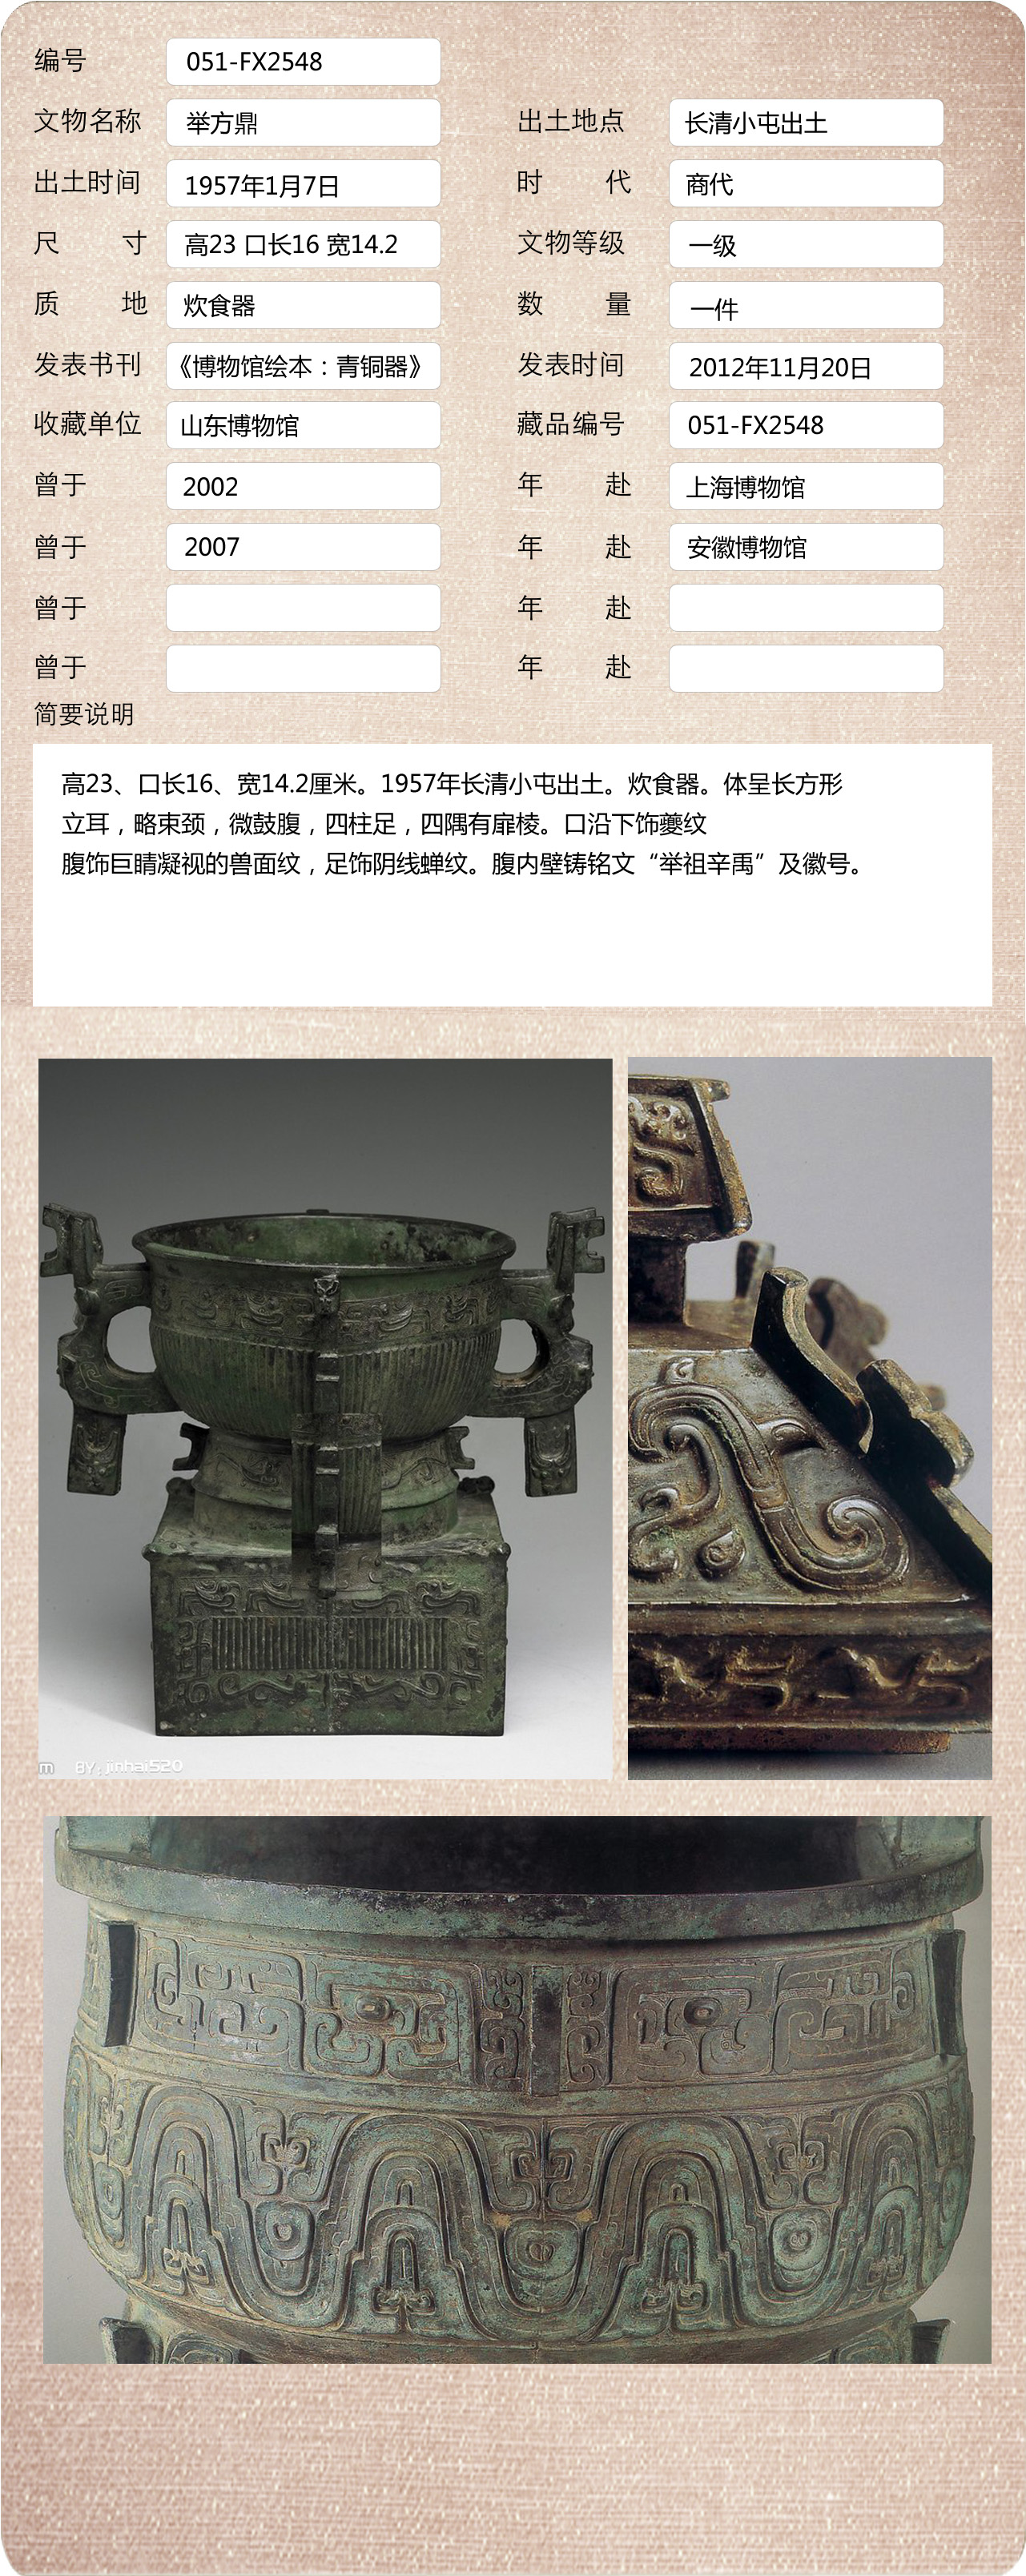 编号 051-FX2548
文物名称 举方鼎 出土地点 长清小屯出土
出土时间 1957年1月7日 时 代 商代
尺 寸 高23 口长16 宽14.2 文物等级 一级
质 地 炊食器 数 量 一件
发表书刊 《博物馆绘本：青铜器》 发表时间 2012年11月20日
收藏单位 山东博物馆 藏品编号 051-FX2548
曾于 2002 年 赴 上海博物馆
曾于 2007 年 赴 安徽博物馆
曾于 年 赴
曾于 年 赴
简要说明
高23、口长16、宽14.2厘米。1957年长清小屯出土。炊食器。体呈长方形
立耳，略束颈，微鼓腹，四柱足，四隅有扉棱。口沿下饰夔纹
腹饰巨睛凝视的兽面纹，足饰阴线蝉纹。腹内壁铸铭文“举祖辛禹”及徽号。
m BY:jinhai520